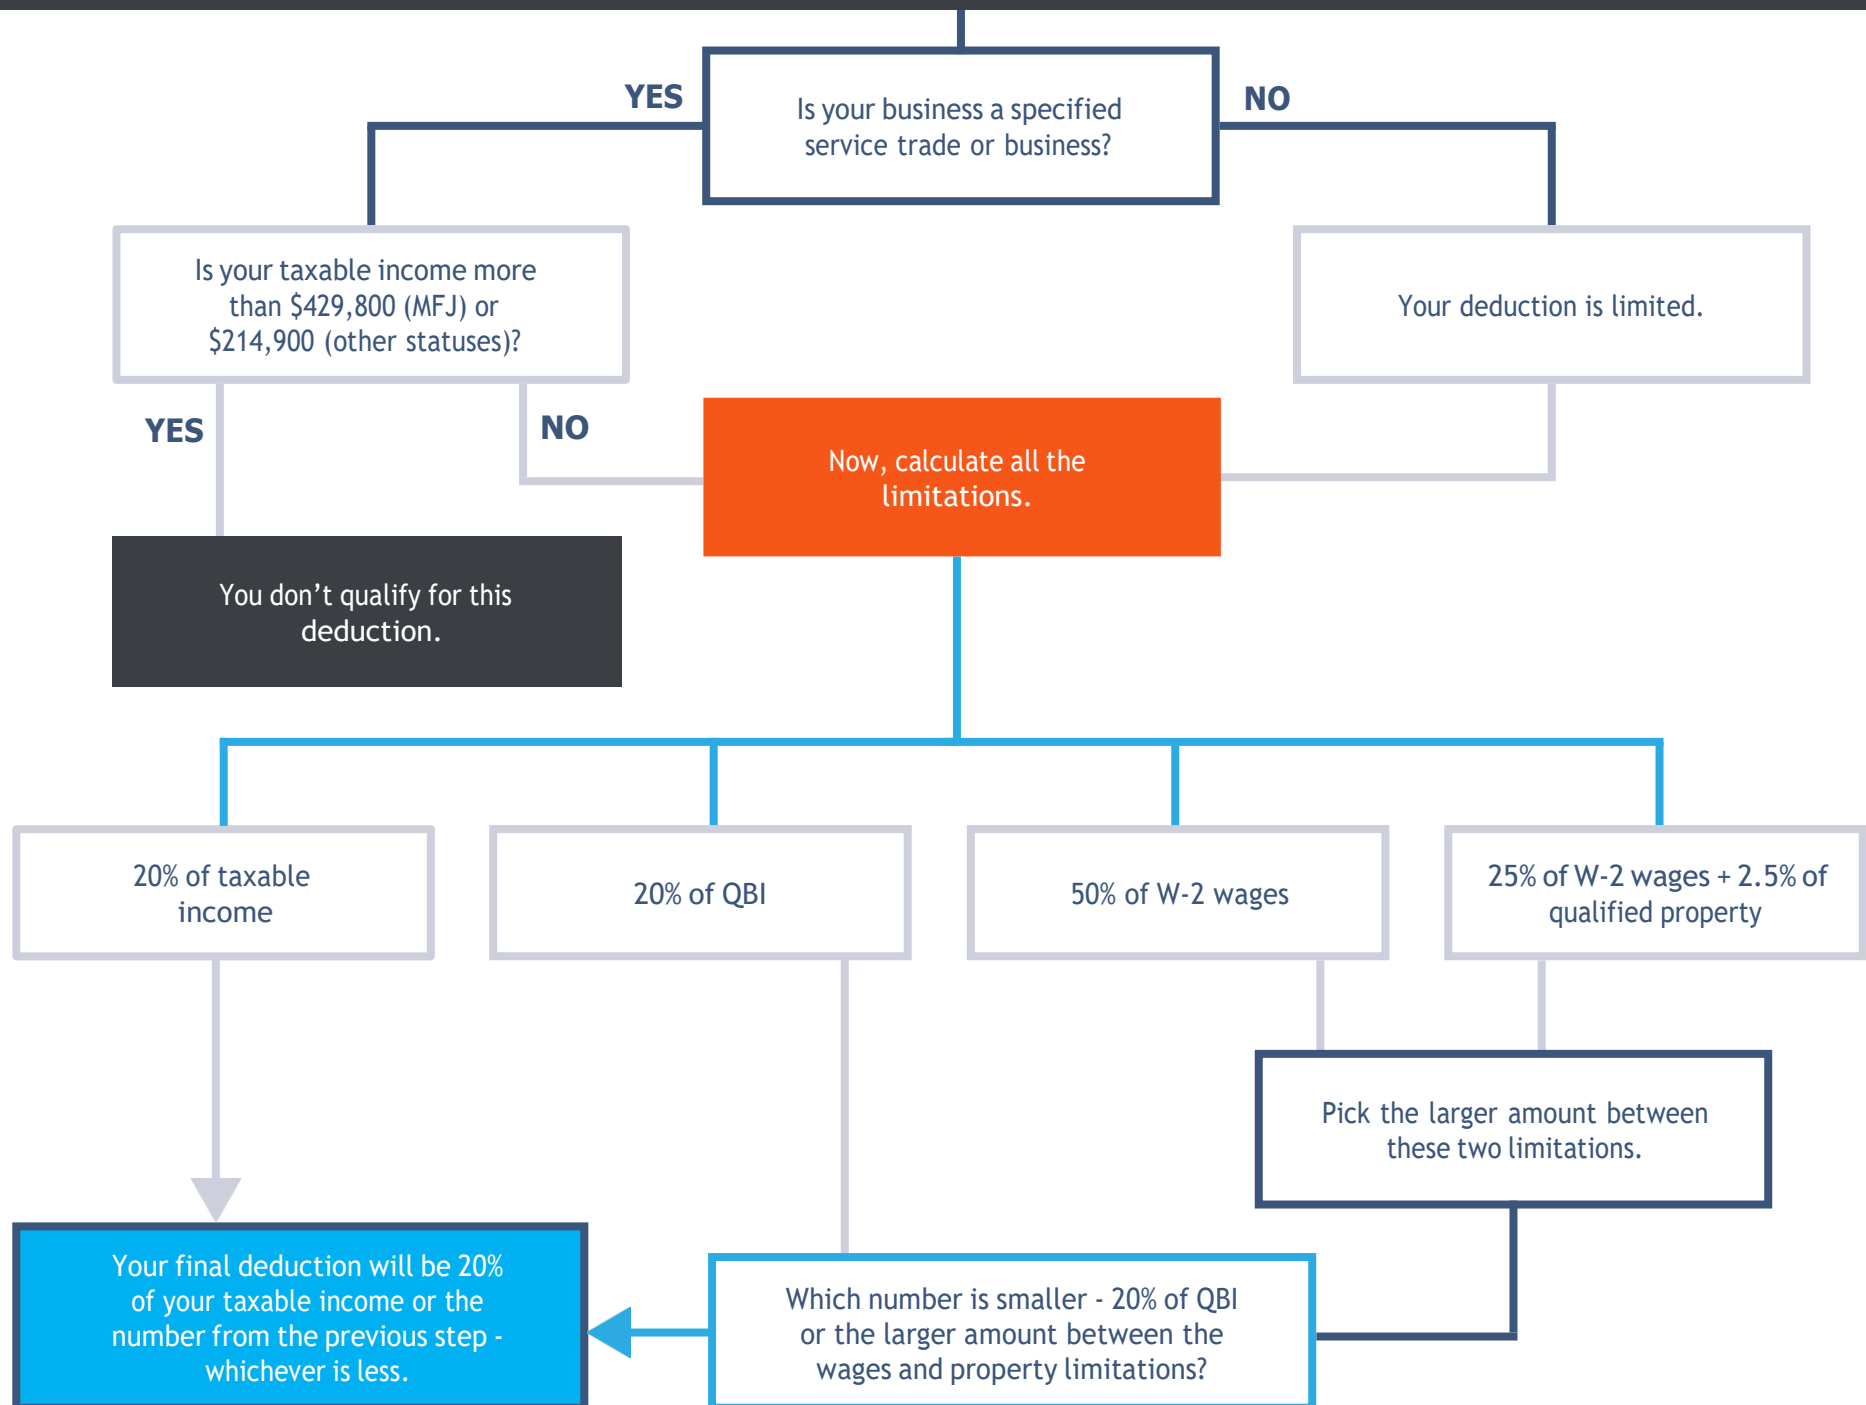 YES
Is your business a specified
service trade or business?
NO
Is your taxable income more
than $429,800 (MFJ) or
$214,900 (other statuses)?
Your deduction is limited.
YES
NO
Now, calculate all the
limitations.
You don’t qualify for this
deduction.
20% of taxable
income
20% of QBI
50% of W-2 wages
25% of W-2 wages + 2.5% of
qualified property
Pick the larger amount between
these two limitations.
Your final deduction will be 20%
of your taxable income or the
number from the previous step -
whichever is less.
Which number is smaller - 20% of QBI
or the larger amount between the
wages and property limitations?